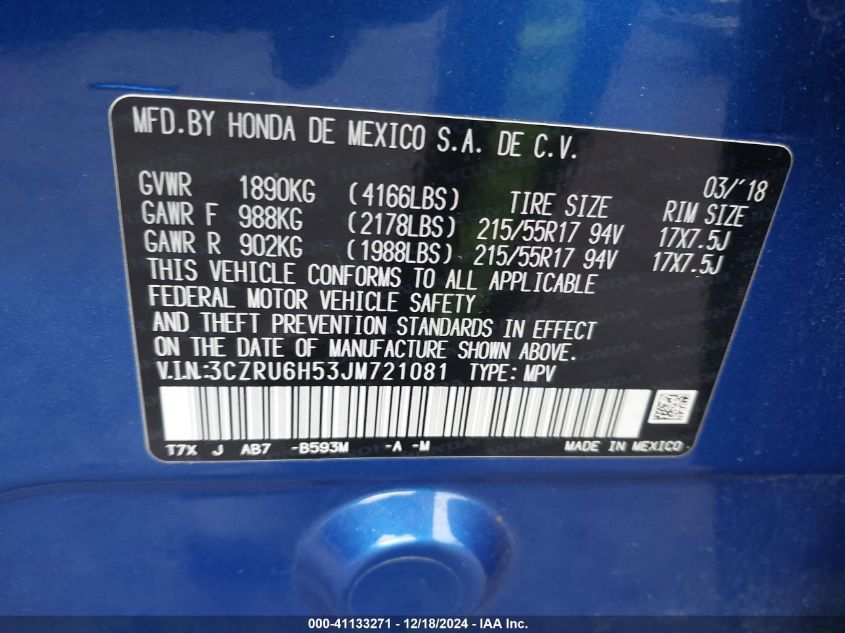 MFD.BY HONDA DE MEXICO S.A. DE C.V.
03/'18
GVWR 1890KG (4166LBS) TIRE SIZE RIM SIZE
GAWR F 988KG (2178LBS) 215/55R17 94V 17X7.5J
GAWR R 902KG (1988LBS) 215/55R17 94V 17X7.5J
THIS VEHICLE CONFORMS TO ALL APPLICABLE
FEDERAL MOTOR VEHICLE SAFETY
AND THEFT PREVENTION STANDARDS IN EFFECT
ON THE DATE OF MANUFACTURE SHOWN ABOVE.
V.I.N.:3CZRU6H53JM721081 TYPE: MPV
T7X J AB7 -B593M -A -M MADE IN MEXICO
000-41133271 - 12/18/2024 - IAA Inc.